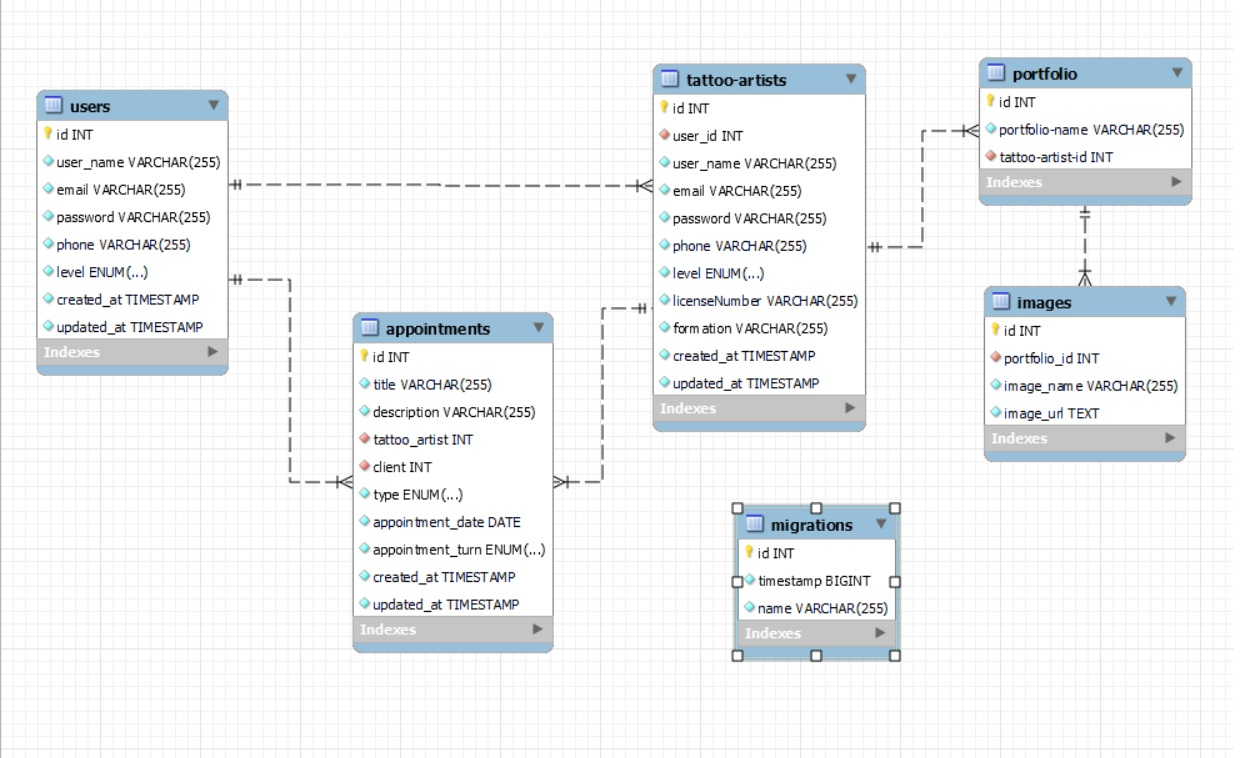 users
id INT
user_name VARCHAR(255)
email VARCHAR(255)
password VARCHAR(255)
phone VARCHAR(255)
level ENUM(...)
created_at TIMESTAMP
updated_at TIMESTAMP
Indexes
appointments
id INT
title VARCHAR(255)
description VARCHAR(255)
tattoo_artist INT
client INT
type ENUM(...)
appointment_date DATE
appointment_turn ENUM(...)
created_at TIMESTAMP
updated_at TIMESTAMP
Indexes
tattoo-artists
id INT
user_id INT
user_name VARCHAR(255)
email VARCHAR(255)
password VARCHAR(255)
phone VARCHAR(255)
level ENUM(...)
licenseNumber VARCHAR(255)
formation VARCHAR(255)
created_at TIMESTAMP
updated_at TIMESTAMP
Indexes
portfolio
id INT
portfolio-name VARCHAR(255)
tattoo-artist-id INT
Indexes
images
id INT
portfolio_id INT
image_name VARCHAR(255)
image_url TEXT
Indexes
migrations
id INT
timestamp BIGINT
name VARCHAR(255)
Indexes